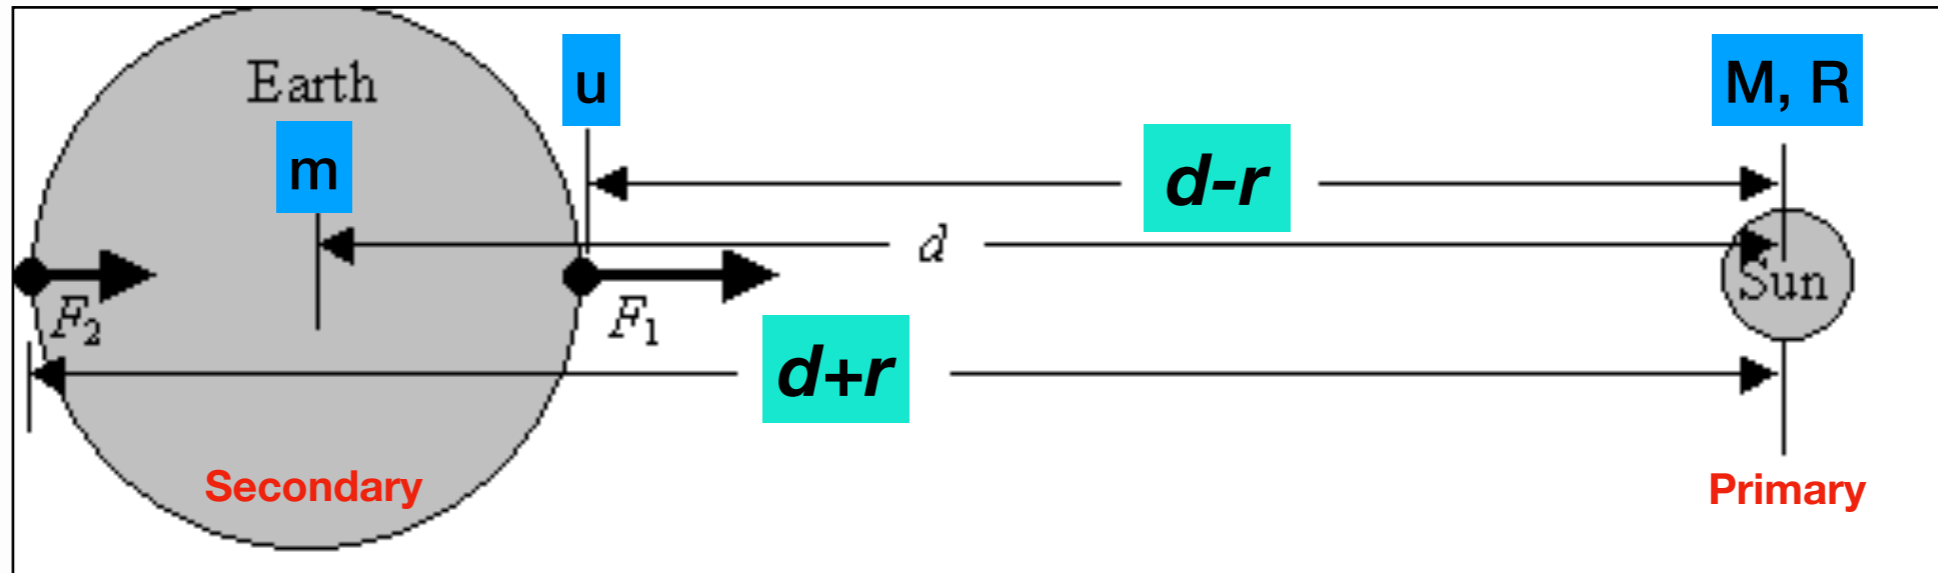 Earth
u
M, R
m
d-r
d
Sun
F₂
F₁
d+r
Secondary
Primary